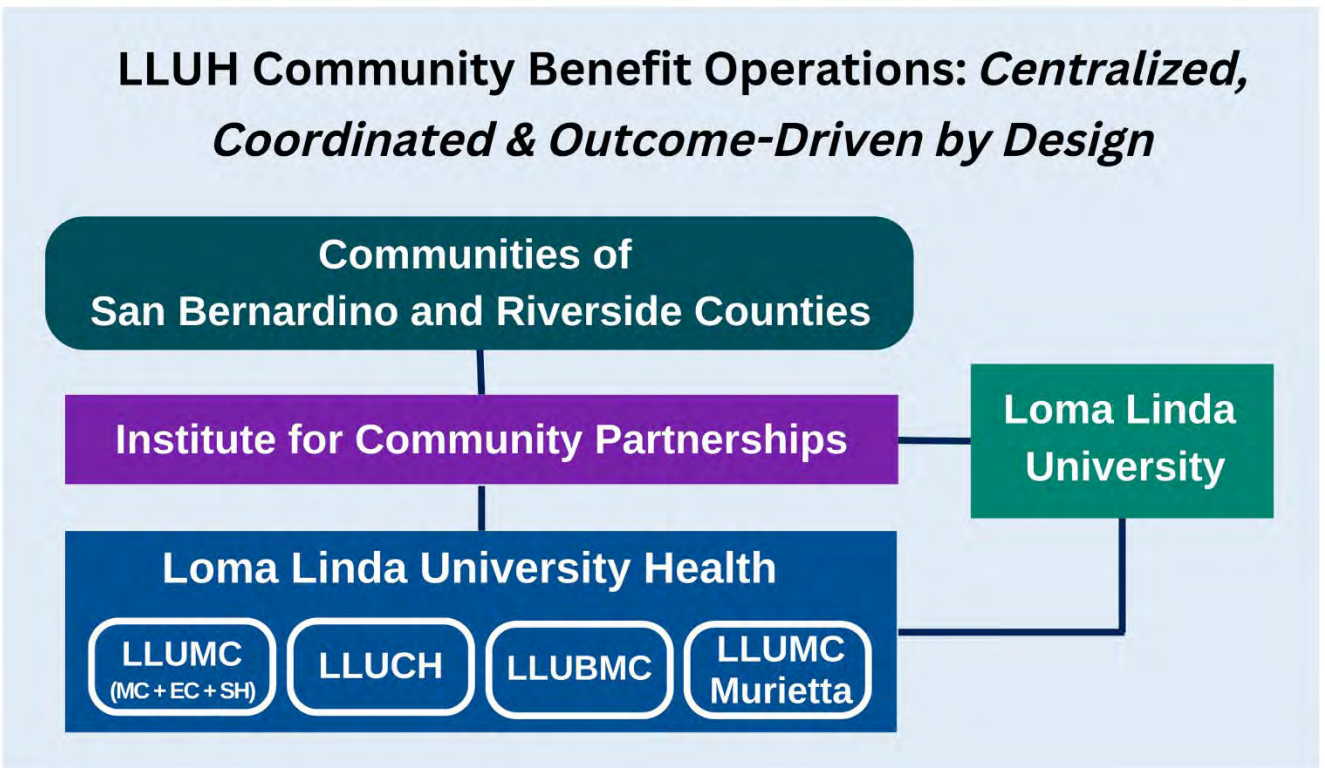 LLUH Community Benefit Operations: Centralized,
Coordinated & Outcome-Driven by Design
Communities of
San Bernardino and Riverside Counties
Institute for Community Partnerships
Loma Linda
University
Loma Linda University Health
LLUMC
(MC + EC + SH)
LLUCH
LLUBMC
LLUMC
Murietta